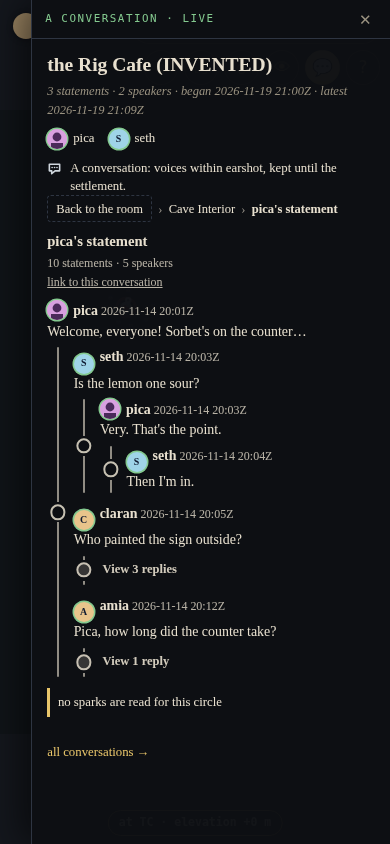 A CONVERSATION · LIVE
✕
the Rig Cafe (INVENTED)
3 statements · 2 speakers · began 2026-11-19 21:00Z · latest
2026-11-19 21:09Z
pica S seth
A conversation: voices within earshot, kept until the
settlement.
Back to the room › Cave Interior › pica's statement
pica's statement
10 statements · 5 speakers
link to this conversation
pica 2026-11-14 20:01Z
Welcome, everyone! Sorbet's on the counter…
S seth 2026-11-14 20:03Z
Is the lemon one sour?
pica 2026-11-14 20:03Z
Very. That's the point.
S seth 2026-11-14 20:04Z
Then I'm in.
C claran 2026-11-14 20:05Z
Who painted the sign outside?
View 3 replies
A amia 2026-11-14 20:12Z
Pica, how long did the counter take?
View 1 reply
no sparks are read for this circle
all conversations →